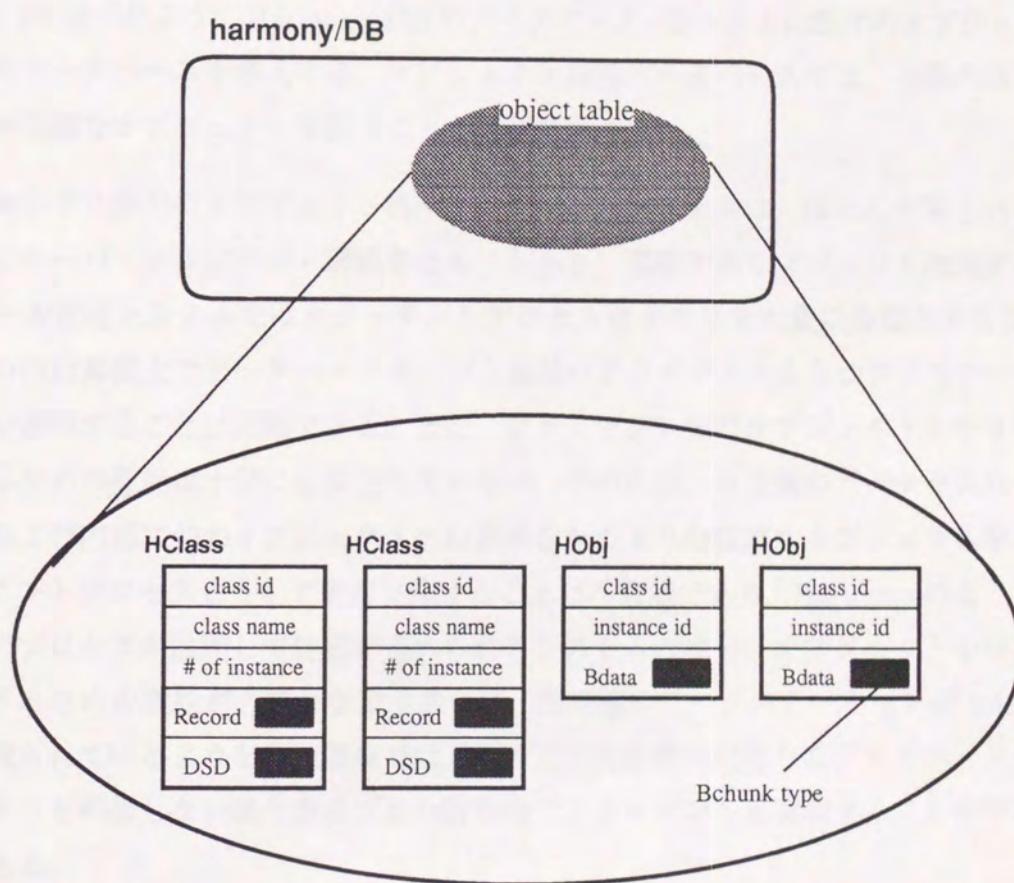 harmony/DB
object table
HClass
class id
class name
# of instance
Record
DSD
HClass
class id
class name
# of instance
Record
DSD
HObj
class id
instance id
Bdata
HObj
class id
instance id
Bdata
Bchunk type